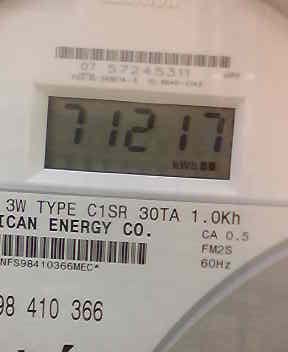 07 57245311
71217
kWh
3W TYPE C1SR 30TA 1.0Kh
ICAN ENERGY CO.
CA 0.5
FM2S
60Hz
NFS98410366MEC*
98 410 366